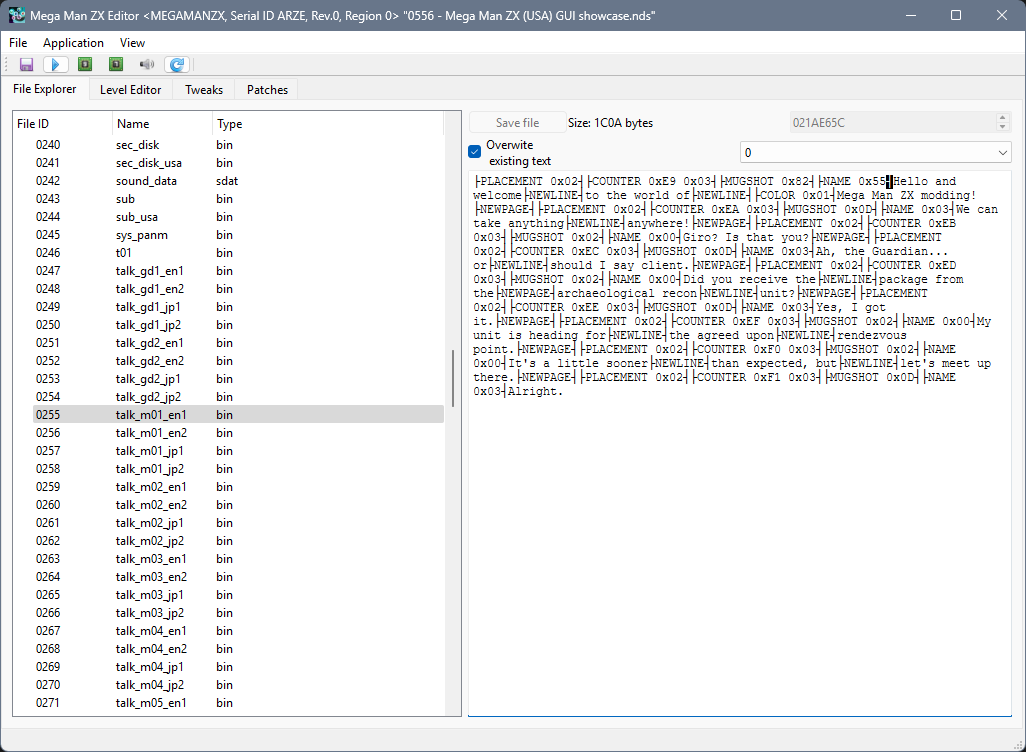 Mega Man ZX Editor <MEGAMANZX, Serial ID ARZE, Rev.0, Region 0> "0556 - Mega Man ZX (USA) GUI showcase.nds"
File Application View
File Explorer Level Editor Tweaks Patches
File ID Name Type
0240 sec_disk bin
0241 sec_disk_usa bin
0242 sound_data sdat
0243 sub bin
0244 sub_usa bin
0245 sys_panm bin
0246 t01 bin
0247 talk_gd1_en1 bin
0248 talk_gd1_en2 bin
0249 talk_gd1_jp1 bin
0250 talk_gd1_jp2 bin
0251 talk_gd2_en1 bin
0252 talk_gd2_en2 bin
0253 talk_gd2_jp1 bin
0254 talk_gd2_jp2 bin
0255 talk_m01_en1 bin
0256 talk_m01_en2 bin
0257 talk_m01_jp1 bin
0258 talk_m01_jp2 bin
0259 talk_m02_en1 bin
0260 talk_m02_en2 bin
0261 talk_m02_jp1 bin
0262 talk_m02_jp2 bin
0263 talk_m03_en1 bin
0264 talk_m03_en2 bin
0265 talk_m03_jp1 bin
0266 talk_m03_jp2 bin
0267 talk_m04_en1 bin
0268 talk_m04_en2 bin
0269 talk_m04_jp1 bin
0270 talk_m04_jp2 bin
0271 talk_m05_en1 bin
Save file Size: 1C0A bytes 021AE65C
Overwite
existing text
0
├PLACEMENT 0x02┤├COUNTER 0xE9 0x03┤├MUGSHOT 0x82┤├NAME 0x55┤Hello and
welcome├NEWLINE┤to the world of├NEWLINE┤├COLOR 0x01┤Mega Man ZX modding!
├NEWPAGE┤├PLACEMENT 0x02┤├COUNTER 0xEA 0x03┤├MUGSHOT 0x0D┤├NAME 0x03┤We can
take anything├NEWLINE┤anywhere!├NEWPAGE┤├PLACEMENT 0x02┤├COUNTER 0xEB
0x03┤├MUGSHOT 0x02┤├NAME 0x00┤Giro? Is that you?├NEWPAGE┤├PLACEMENT
0x02┤├COUNTER 0xEC 0x03┤├MUGSHOT 0x0D┤├NAME 0x03┤Ah, the Guardian...
or├NEWLINE┤should I say client.├NEWPAGE┤├PLACEMENT 0x02┤├COUNTER 0xED
0x03┤├MUGSHOT 0x02┤├NAME 0x00┤Did you receive the├NEWLINE┤package from
the├NEWPAGE┤archaeological recon├NEWLINE┤unit?├NEWPAGE┤├PLACEMENT
0x02┤├COUNTER 0xEE 0x03┤├MUGSHOT 0x0D┤├NAME 0x03┤Yes, I got
it.├NEWPAGE┤├PLACEMENT 0x02┤├COUNTER 0xEF 0x03┤├MUGSHOT 0x02┤├NAME 0x00┤My
unit is heading for├NEWLINE┤the agreed upon├NEWLINE┤rendezvous
point.├NEWPAGE┤├PLACEMENT 0x02┤├COUNTER 0xF0 0x03┤├MUGSHOT 0x02┤├NAME
0x00┤It's a little sooner├NEWLINE┤than expected, but├NEWLINE┤let's meet up
there.├NEWPAGE┤├PLACEMENT 0x02┤├COUNTER 0xF1 0x03┤├MUGSHOT 0x0D┤├NAME
0x03┤Alright.